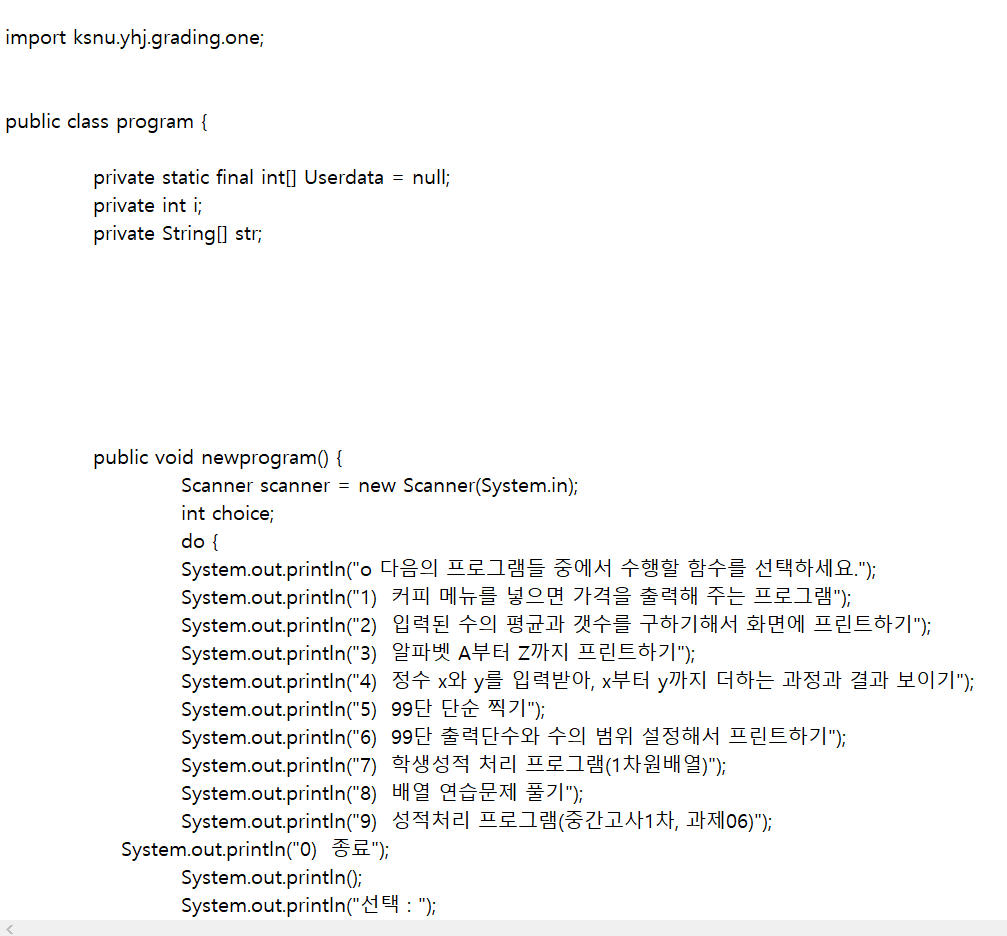 import ksnu.yhj.grading.one;
public class program {
private static final int[] Userdata = null;
private int i;
private String[] str;
public void newprogram() {
Scanner scanner = new Scanner(System.in);
int choice;
do {
System.out.println("o 다음의 프로그램들 중에서 수행할 함수를 선택하세요.");
System.out.println("1)  커피 메뉴를 넣으면 가격을 출력해 주는 프로그램");
System.out.println("2)  입력된 수의 평균과 갯수를 구하기해서 화면에 프린트하기");
System.out.println("3)  알파벳 A부터 Z까지 프린트하기");
System.out.println("4)  정수 x와 y를 입력받아, x부터 y까지 더하는 과정과 결과 보이기");
System.out.println("5)  99단 단순 찍기");
System.out.println("6)  99단 출력단수와 수의 범위 설정해서 프린트하기");
System.out.println("7)  학생성적 처리 프로그램(1차원배열)");
System.out.println("8)  배열 연습문제 풀기");
System.out.println("9)  성적처리 프로그램(중간고사1차, 과제06)");
System.out.println("0)  종료");
System.out.println();
System.out.println("선택 : ");